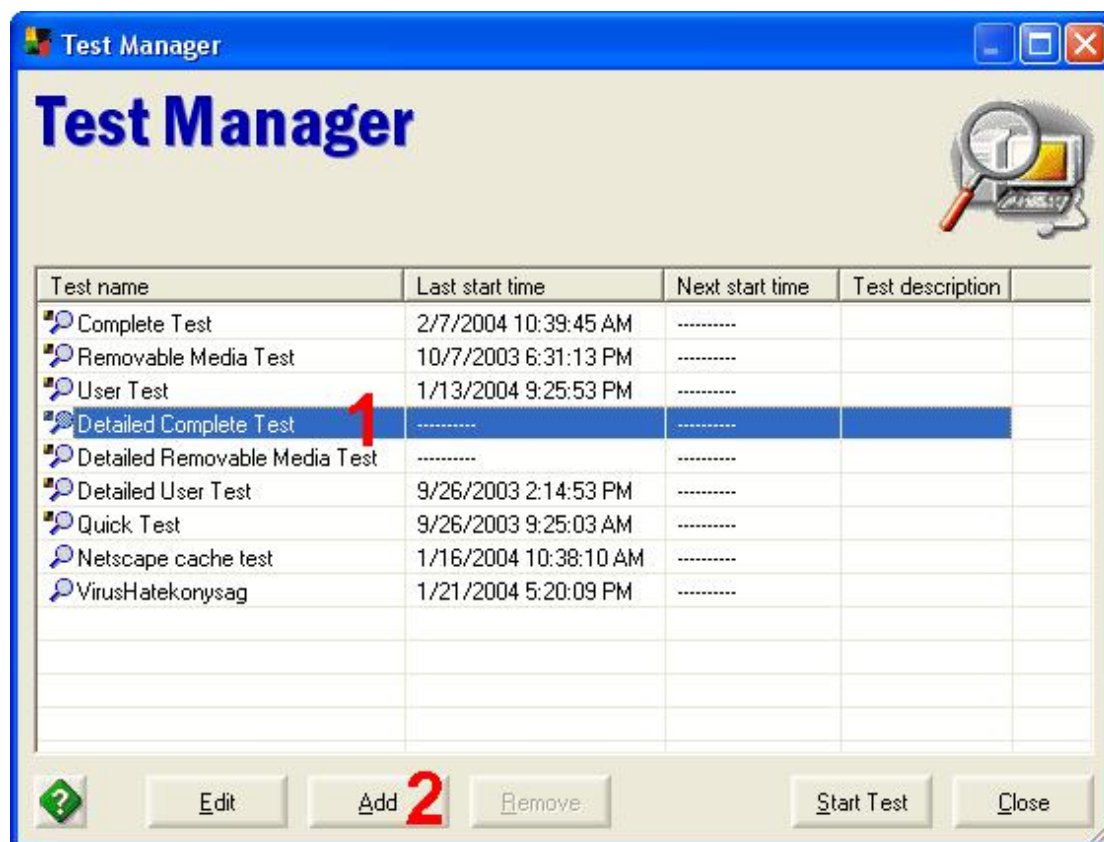 Test Manager
Test Manager
Test name Last start time Next start time Test description
Complete Test 2/7/2004 10:39:45 AM ----------
Removable Media Test 10/7/2003 6:31:13 PM ----------
User Test 1/13/2004 9:25:53 PM ----------
1
Detailed Complete Test ---------- ----------
Detailed Removable Media Test ---------- ----------
Detailed User Test 9/26/2003 2:14:53 PM ----------
Quick Test 9/26/2003 9:25:03 AM ----------
Netscape cache test 1/16/2004 10:38:10 AM ----------
VirusHatekonysag 1/21/2004 5:20:09 PM ----------
? Edit Add 2 Remove Start Test Close